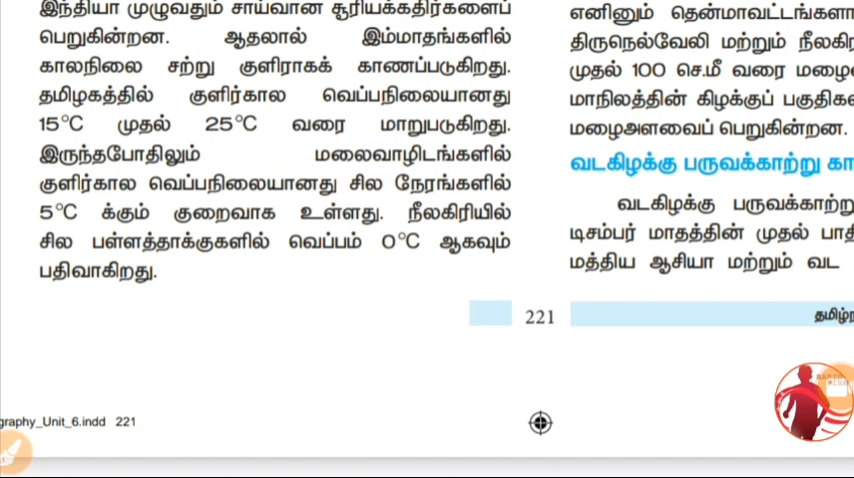 இந்தியா முழுவதும் சாய்வான சூரியக்கதிர்களைப்
பெறுகின்றன. ஆதலால் இம்மாதங்களில்
காலநிலை சற்று குளிராகக் காணப்படுகிறது.
தமிழகத்தில் குளிர்கால வெப்பநிலையானது
15°C முதல் 25°C வரை மாறுபடுகிறது.
இருந்தபோதிலும் மலைவாழிடங்களில்
குளிர்கால வெப்பநிலையானது சில நேரங்களில்
5°C க்கும் குறைவாக உள்ளது. நீலகிரியில்
சில பள்ளத்தாக்குகளில் வெப்பம் 0°C ஆகவும்
பதிவாகிறது.
எனினும் தென்மாவட்டங்களா
திருநெல்வேலி மற்றும் நீலகிர
முதல் 100 செ.மீ வரை மழை
மாநிலத்தின் கிழக்குப் பகுதிக
மழைஅளவைப் பெறுகின்றன.
வடகிழக்கு பருவக்காற்று கா
வடகிழக்கு பருவக்காற்று
டிசம்பர் மாதத்தின் முதல் பாதி
மத்திய ஆசியா மற்றும் வட
221
graphy_Unit_6.indd 221